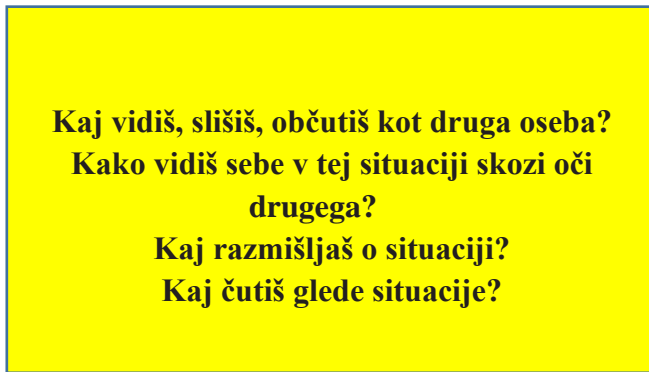 Kaj vidiš, slišiš, občutiš kot druga oseba?
Kako vidiš sebe v tej situaciji skozi oči
drugega?
Kaj razmišljaš o situaciji?
Kaj čutiš glede situacije?